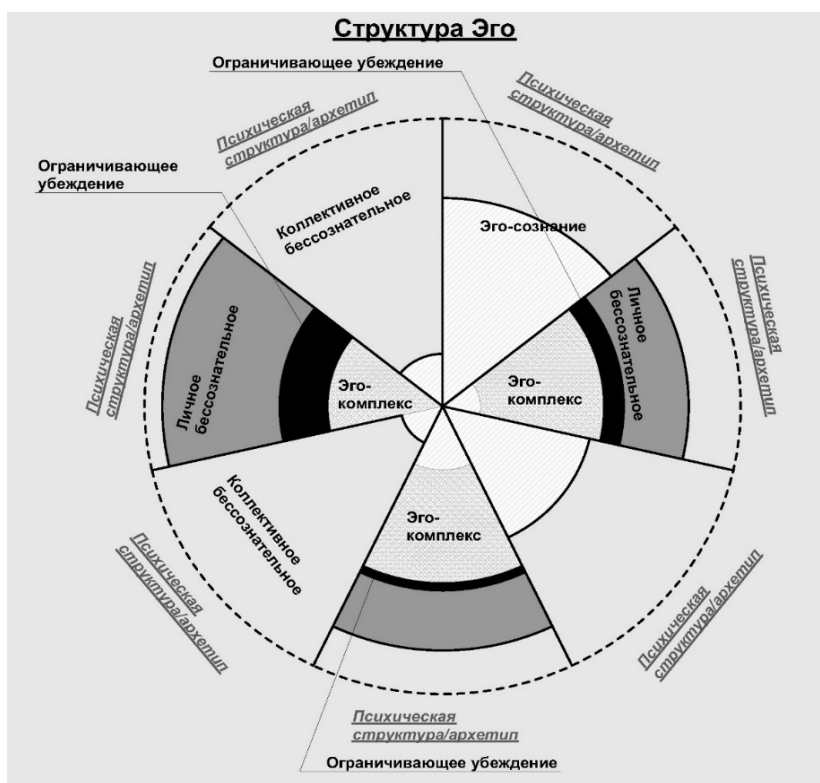 Структура Эго
Ограничивающее убеждение
Психическая
структура/архетип
Психическая
структура/архетип
Ограничивающее
убеждение
Коллективное
бессознательное
Эго-сознание
Психическая
структура/архетип
Психическая
структура/архетип
Личное
бессознательное
Эго-
комплекс
Эго-
комплекс
Личное
бессознательное
Коллективное
бессознательное
Эго-
комплекс
Психическая
структура/архетип
Психическая
структура/архетип
Психическая
структура/архетип
Ограничивающее убеждение